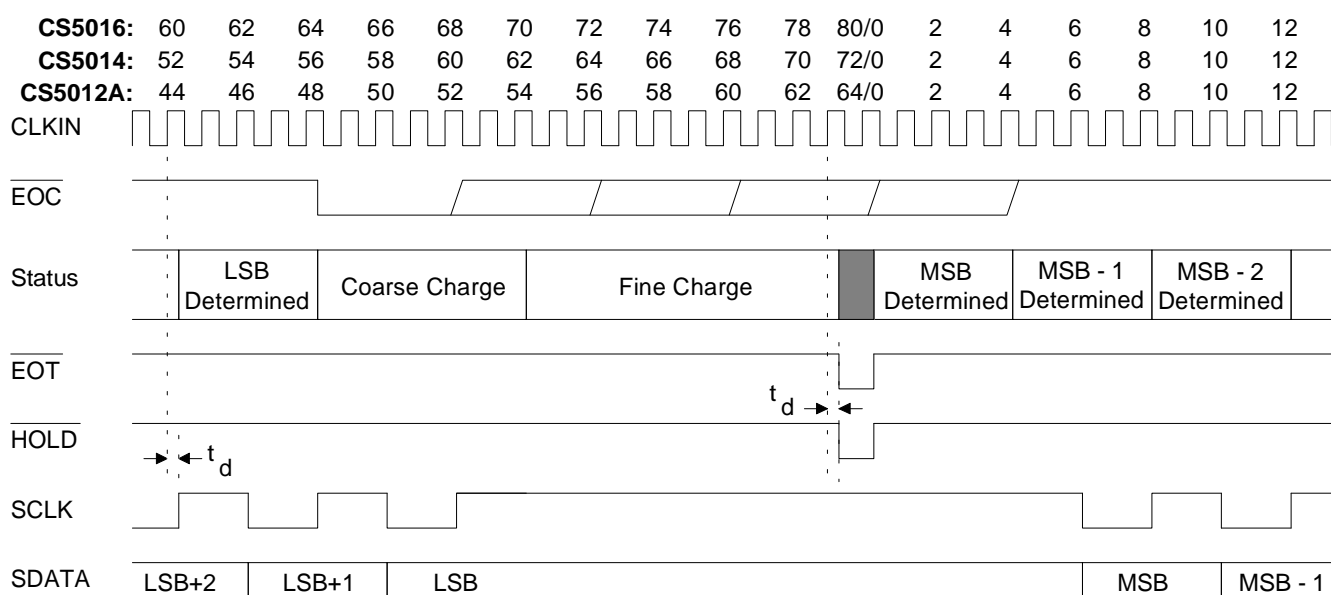 CS5016: 60 62 64 66 68 70 72 74 76 78 80/0 2 4 6 8 10 12
CS5014: 52 54 56 58 60 62 64 66 68 70 72/0 2 4 6 8 10 12
CS5012A: 44 46 48 50 52 54 56 58 60 62 64/0 2 4 6 8 10 12
CLKIN
EOC
Status
LSB
Determined
Coarse Charge
Fine Charge
MSB
Determined
MSB - 1
Determined
MSB - 2
Determined
EOT
td
HOLD
td
SCLK
SDATA LSB+2 LSB+1 LSB MSB MSB - 1